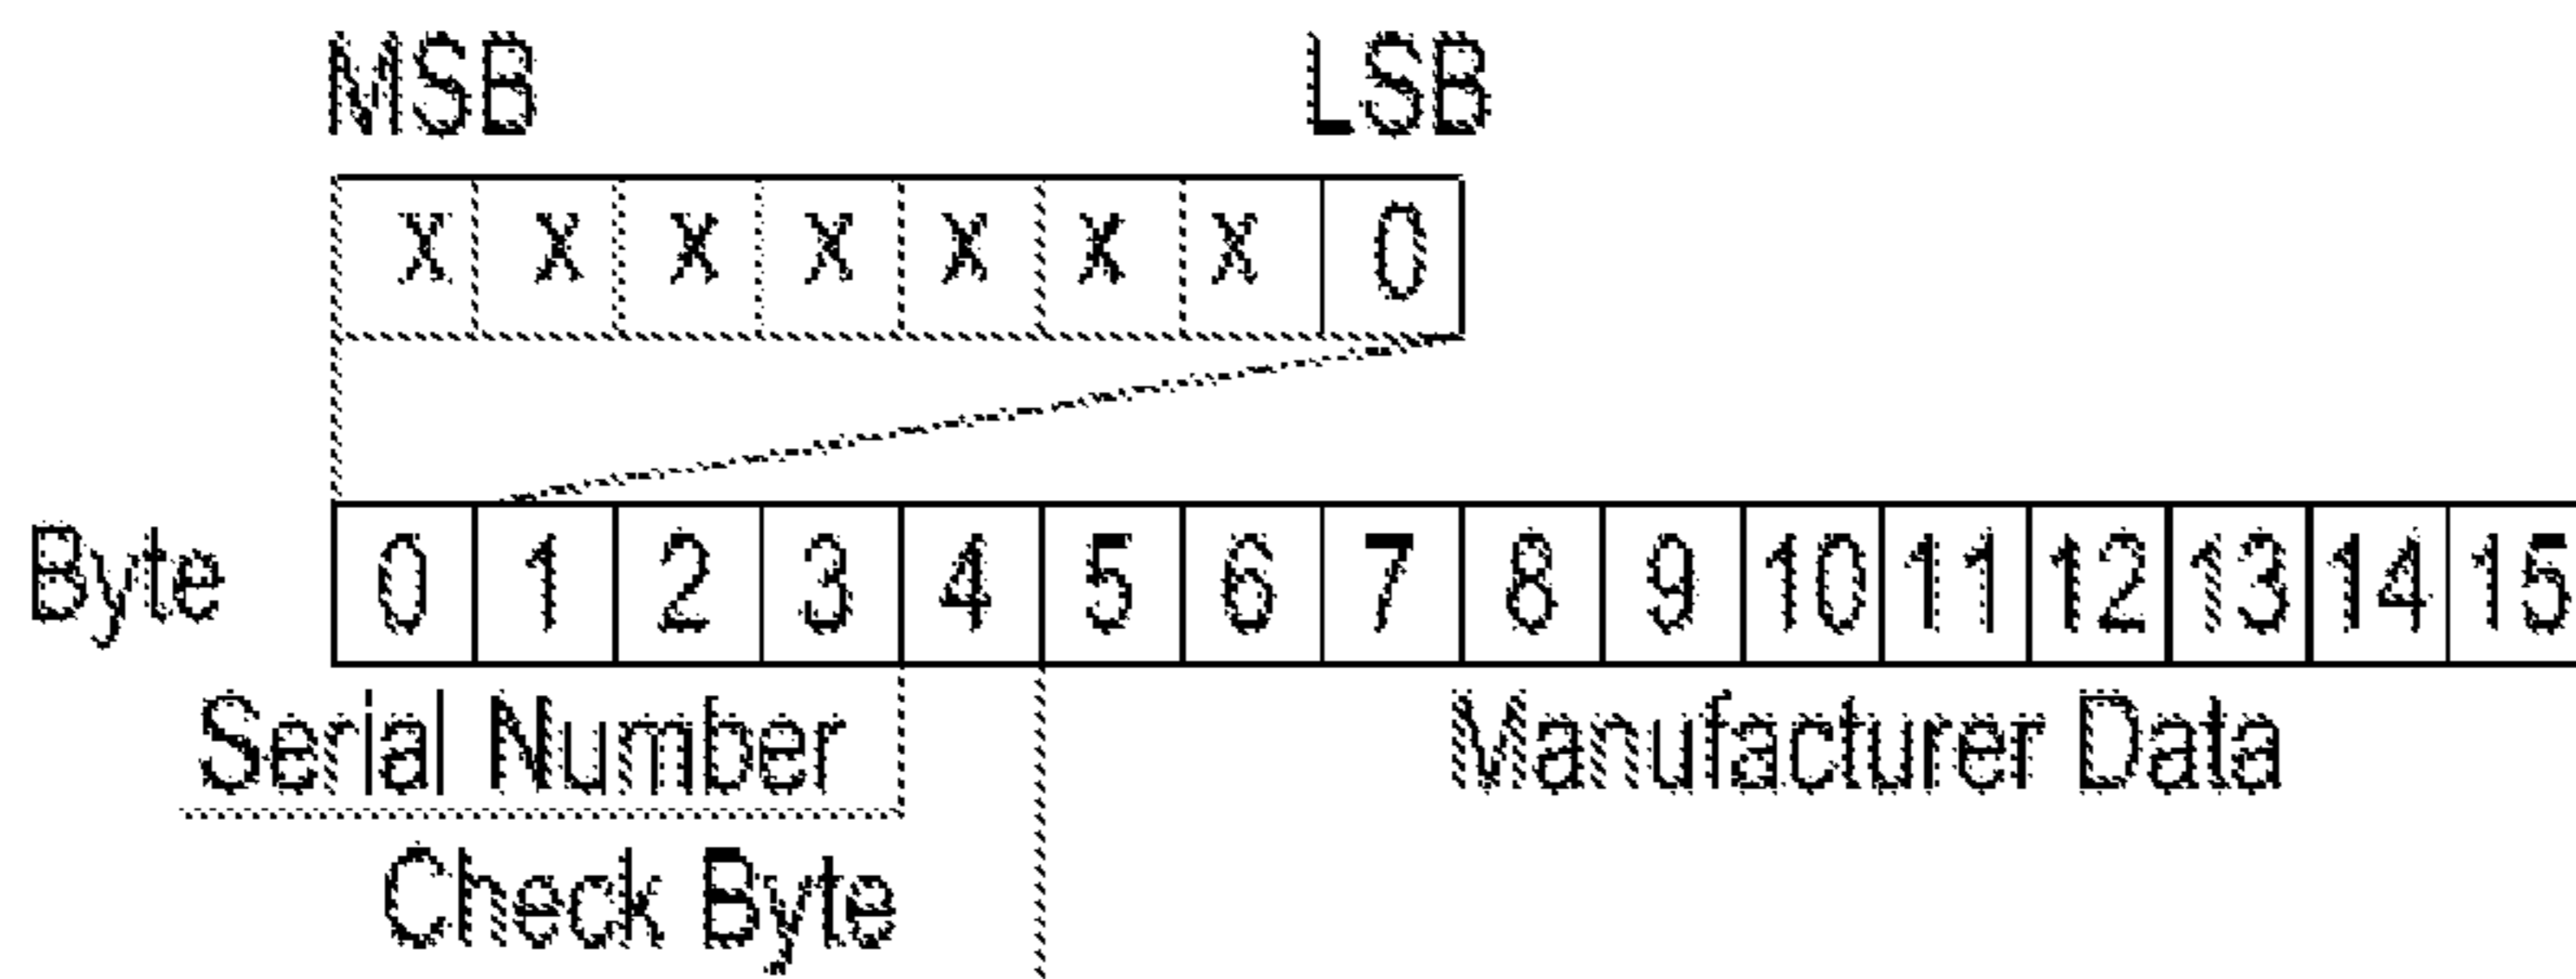 MSB LSB
x x x x x x x 0
Byte 0 1 2 3 4 5 6 7 8 9 10 11 12 13 14 15
Serial Number Manufacturer Data
Check Byte